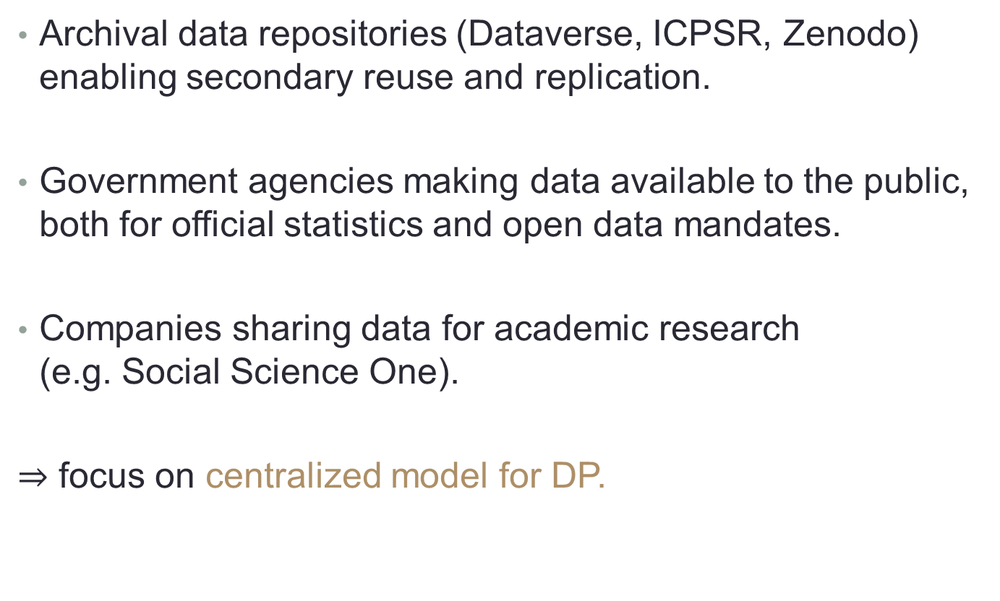 • Archival data repositories (Dataverse, ICPSR, Zenodo)
enabling secondary reuse and replication.
• Government agencies making data available to the public,
both for official statistics and open data mandates.
• Companies sharing data for academic research
(e.g. Social Science One).
⇒ focus on centralized model for DP.